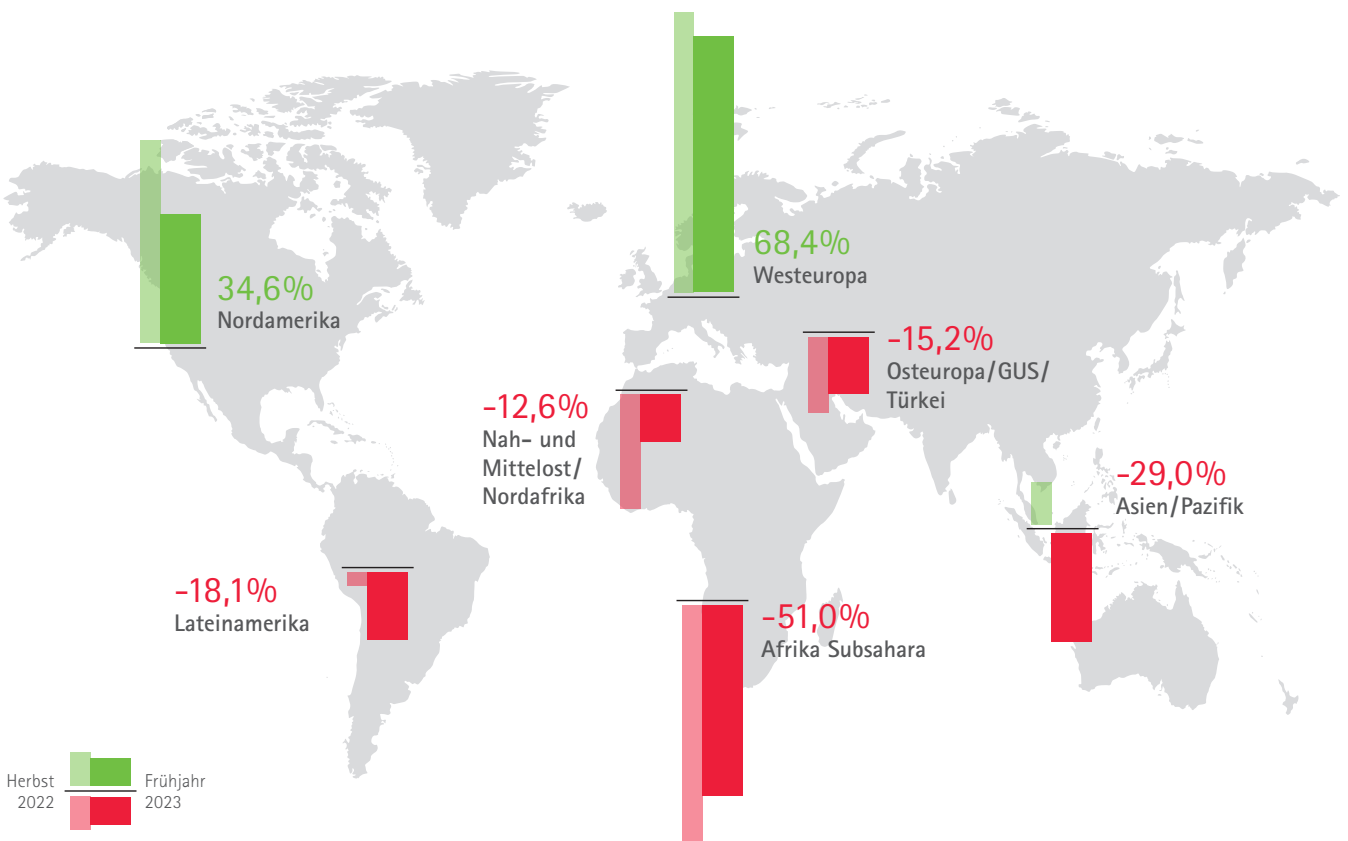 68,4%
Westeuropa
34,6%
Nordamerika
-15,2%
Osteuropa/GUS/
Türkei
-12,6%
Nah- und
Mittelost/
Nordafrika
-29,0%
Asien/Pazifik
-18,1%
Lateinamerika
-51,0%
Afrika Subsahara
Herbst
2022
Frühjahr
2023